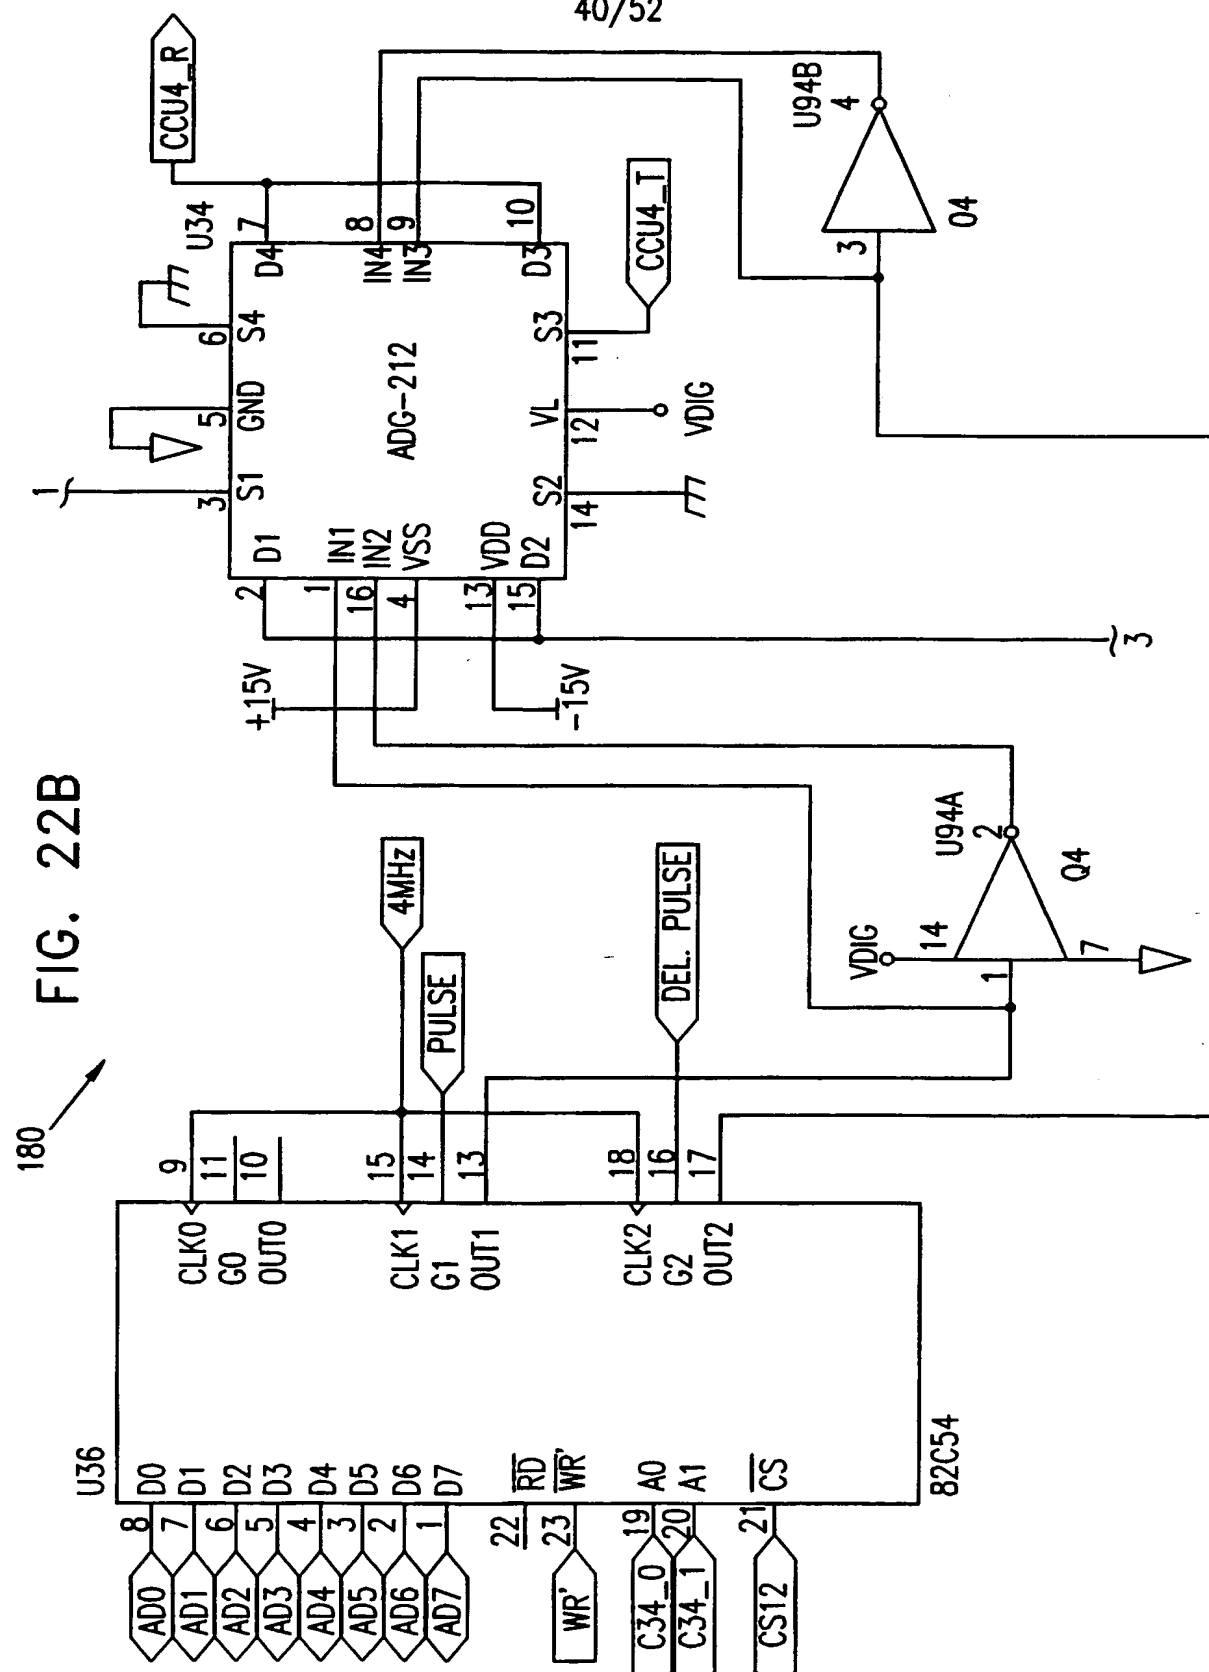 40/52
FIG. 22B
180
U36
82C54
AD0
AD1
AD2
AD3
AD4
AD5
AD6
AD7
WR'
C34_0
C34_1
CS12
8
7
6
5
4
3
2
1
22
23
19
20
21
D0
D1
D2
D3
D4
D5
D6
D7
RD
WR'
A0
A1
CS
CLK0
G0
OUT0
CLK1
G1
OUT1
CLK2
G2
OUT2
9
11
10
15
14
13
18
16
17
4MHz
PULSE
DEL. PULSE
VDIG
14
1
7
U94A
2
Q4
+15V
-15V
2
1
16
4
13
15
D1
IN1
IN2
VSS
VDD
D2
1
3
S1
5
GND
6
S4
ADG-212
14
S2
12
VL
11
S3
VDIG
U34
D4
IN4
IN3
D3
7
8
9
10
CCU4_R
CCU4_T
3
3
U94B
4
04